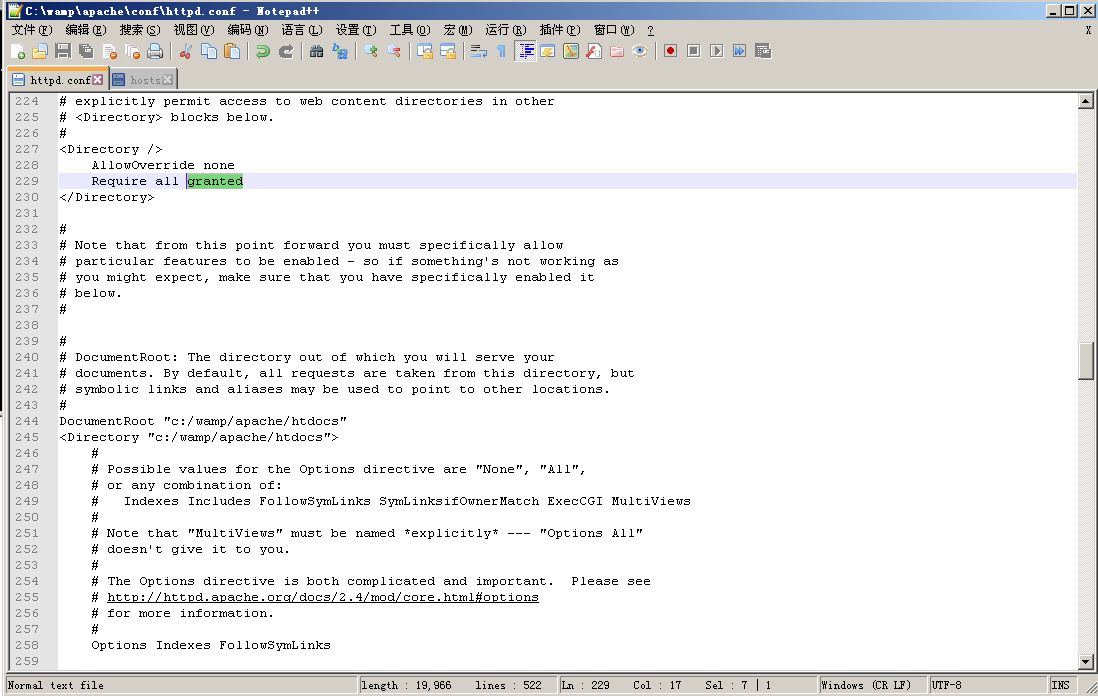 C:\wamp\apache\conf\httpd.conf - Notepad++
文件(F) 编辑(E) 搜索(S) 视图(V) 编码(N) 语言(L) 设置(T) 工具(O) 宏(M) 运行(R) 插件(P) 窗口(W) ? X
httpd.conf hosts
224 # explicitly permit access to web content directories in other
225 # <Directory> blocks below.
226 #
227 <Directory />
228 AllowOverride none
229 Require all granted
230 </Directory>
231
232 #
233 # Note that from this point forward you must specifically allow
234 # particular features to be enabled - so if something's not working as
235 # you might expect, make sure that you have specifically enabled it
236 # below.
237 #
238
239 #
240 # DocumentRoot: The directory out of which you will serve your
241 # documents. By default, all requests are taken from this directory, but
242 # symbolic links and aliases may be used to point to other locations.
243 #
244 DocumentRoot "c:/wamp/apache/htdocs"
245 <Directory "c:/wamp/apache/htdocs">
246 #
247 # Possible values for the Options directive are "None", "All",
248 # or any combination of:
249 #   Indexes Includes FollowSymLinks SymLinksifOwnerMatch ExecCGI MultiViews
250 #
251 # Note that "MultiViews" must be named *explicitly* --- "Options All"
252 # doesn't give it to you.
253 #
254 # The Options directive is both complicated and important.  Please see
255 # http://httpd.apache.org/docs/2.4/mod/core.html#options
256 # for more information.
257 #
258 Options Indexes FollowSymLinks
259
Normal text file length : 19,966 lines : 522 Ln : 229 Col : 17 Sel : 7 | 1 Windows (CR LF) UTF-8 INS